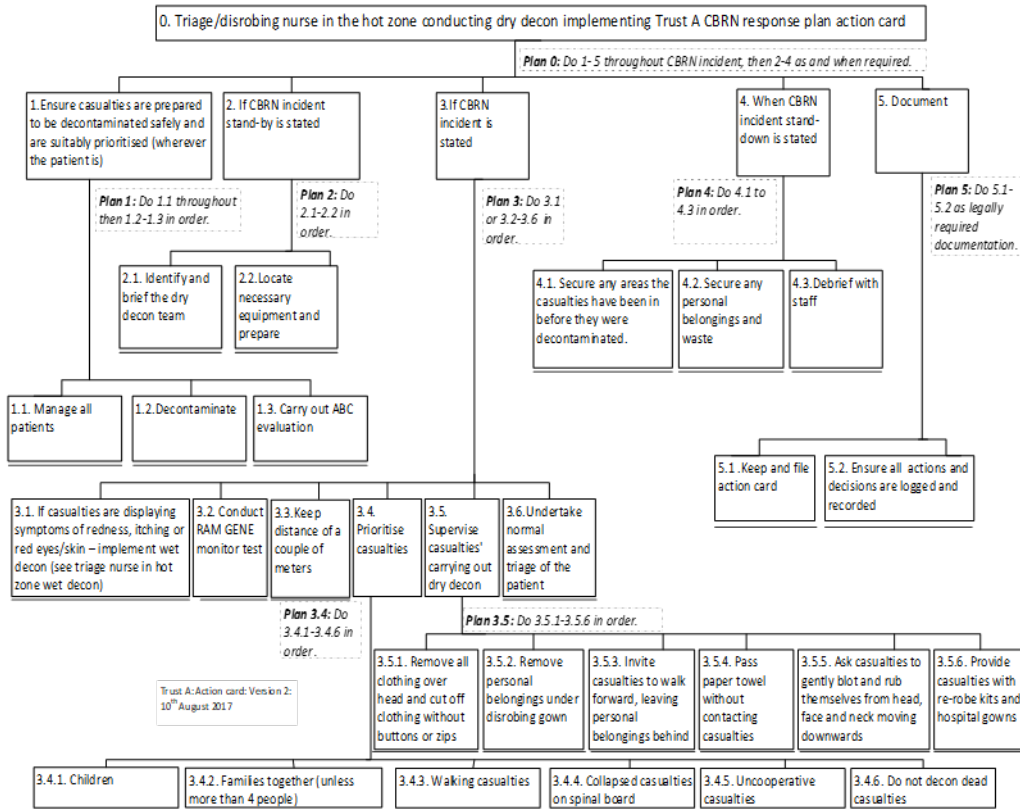 0. Triage/disrobing nurse in the hot zone conducting dry decon implementing Trust A CBRN response plan action card
Plan 0: Do 1-5 throughout CBRN incident, then 2-4 as and when required.
1. Ensure casualties are prepared
to be decontaminated safely and
are suitably prioritised (wherever
the patient is)
2. If CBRN incident
stand-by is stated
3.If CBRN
incident is
stated
4. When CBRN
incident stand-
down is stated
5. Document
Plan 1: Do 1.1 throughout
then 1.2-1.3 in order.
Plan 2: Do
2.1-2.2 in
order.
Plan 3: Do 3.1
or 3.2-3.6 in
order.
Plan 4: Do 4.1 to
4.3 in order.
Plan 5: Do 5.1-
5.2 as legally
required
documentation.
2.1. Identify and
brief the dry
decon team
2.2. Locate
necessary
equipment and
prepare
4.1. Secure any areas the
casualties have been in
before they were
decontaminated.
4.2. Secure any
personal
belongings and
waste
4.3.Debrief with
staff
1.1. Manage all
patients
1.2.Decontaminate
1.3. Carry out ABC
evaluation
5.1.Keep and file
action card
5.2. Ensure all actions and
decisions are logged and
recorded
3.1. If casualties are displaying
symptoms of redness, itching or
red eyes/skin – implement wet
decon (see triage nurse in hot
zone wet decon)
3.2. Conduct
RAM GENE
monitor test
3.3.Keep
distance of a
couple of
meters
3.4.
Prioritise
casualties
3.5.
Supervise
casualties'
carrying out
dry decon
3.6.Undertake
normal
assessment and
triage of the
patient
Plan 3.4: Do
3.4.1-3.4.6 in
order.
Plan 3.5: Do 3.5.1-3.5.6 in order.
3.5.1. Remove all
clothing over
head and cut off
clothing without
buttons or zips
3.5.2. Remove
personal
belongings under
disrobing gown
3.5.3. Invite
casualties to walk
forward, leaving
personal
belongings behind
3.5.4. Pass
paper towel
without
contacting
casualties
3.5.5. Ask casualties to
gently blot and rub
themselves from head,
face and neck moving
downwards
3.5.6. Provide
casualties with
re-robe kits and
hospital gowns
Trust A: Action card: Version 2:
10th August 2017
3.4.1. Children
3.4.2. Families together (unless
more than 4 people)
3.4.3. Walking casualties
3.4.4. Collapsed casualties
on spinal board
3.4.5. Uncooperative
casualties
3.4.6. Do not decon dead
casualties